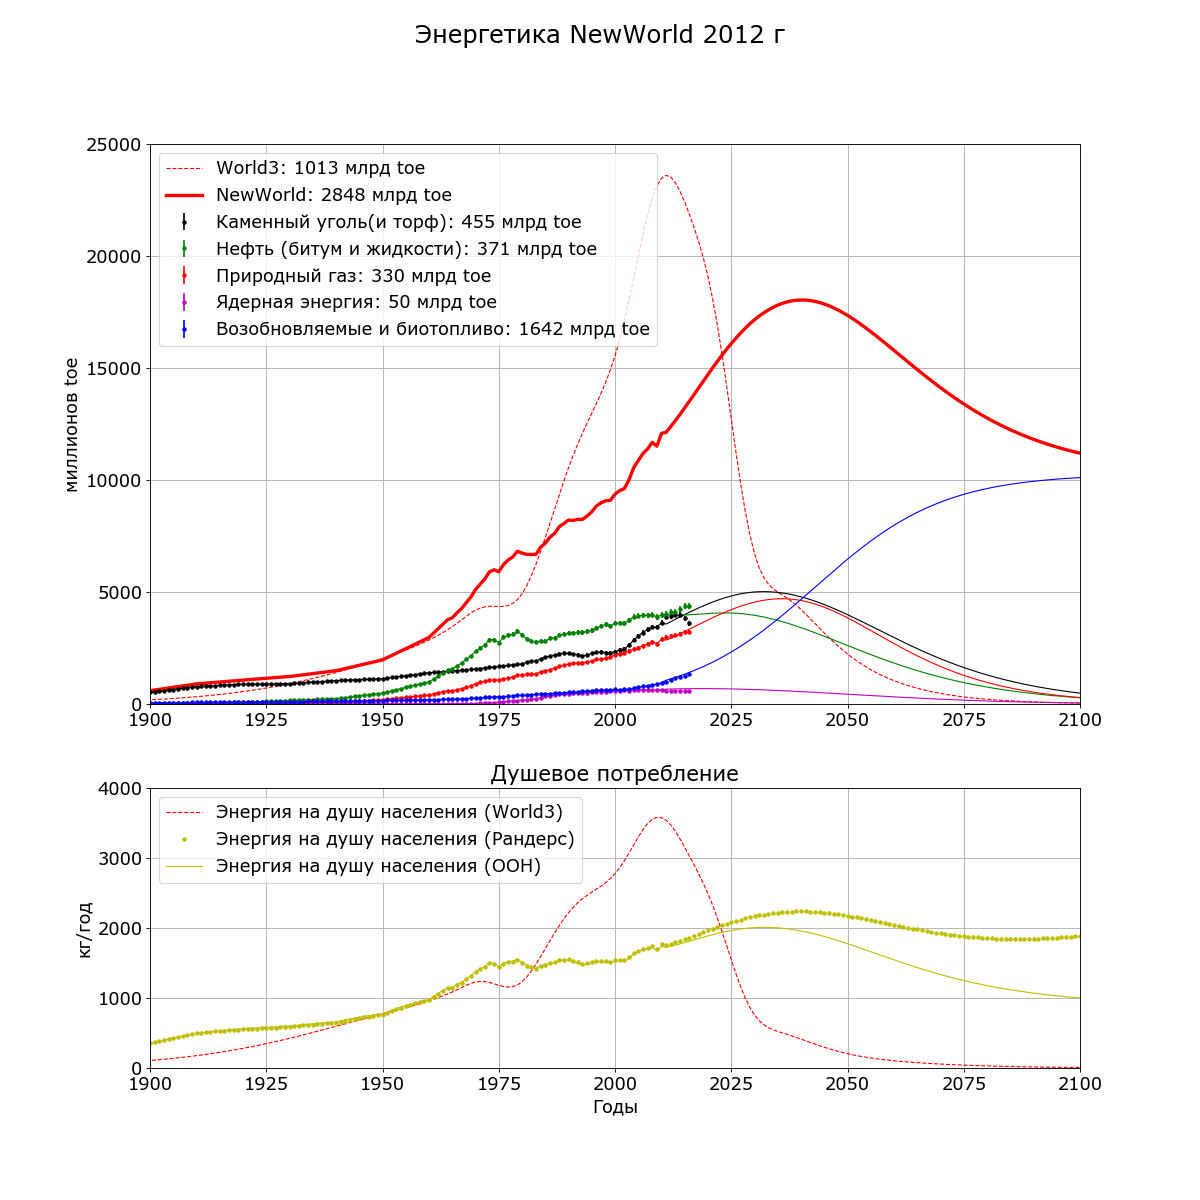 Энергетика NewWorld 2012 г
25000
20000
15000
10000
5000
0
миллионов toe
World3: 1013 млрд toe
NewWorld: 2848 млрд toe
Каменный уголь(и торф): 455 млрд toe
Нефть (битум и жидкости): 371 млрд toe
Природный газ: 330 млрд toe
Ядерная энергия: 50 млрд toe
Возобновляемые и биотопливо: 1642 млрд toe
1900 1925 1950 1975 2000 2025 2050 2075 2100
Душевое потребление
4000
3000
2000
1000
0
кг/год
Энергия на душу населения (World3)
Энергия на душу населения (Рандерс)
Энергия на душу населения (ООН)
1900 1925 1950 1975 2000 2025 2050 2075 2100
Годы